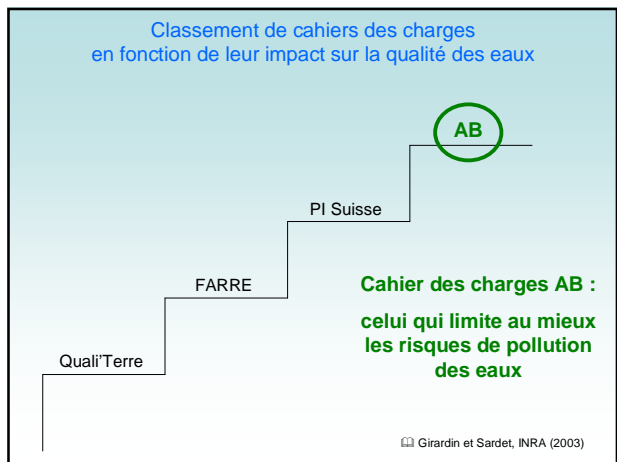 Classement de cahiers des charges
en fonction de leur impact sur la qualité des eaux
AB
PI Suisse
FARRE
Quali'Terre
Cahier des charges AB :
celui qui limite au mieux
les risques de pollution
des eaux
🕮 Girardin et Sardet, INRA (2003)